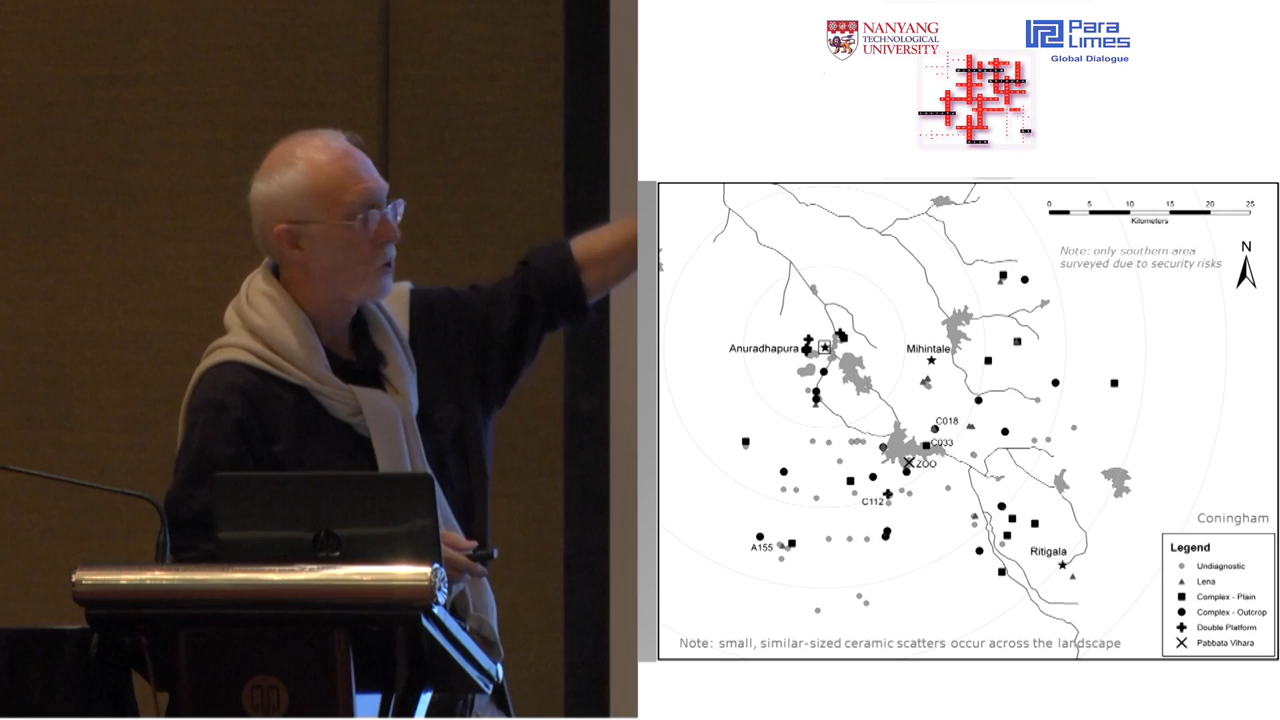 NANYANG
TECHNOLOGICAL
UNIVERSITY
Para
Limes
Global Dialogue
0 5 10 15 20 25
Kilometers
Note: only southern area
surveyed due to security risks
N
Anuradhapura
Mihintale
C018
C033
ZOO
C112
A155
Ritigala
Coningham
Legend
Undiagnostic
Lena
Complex - Plain
Complex - Outcrop
Double Platform
Pabbata Vihara
Note: small, similar-sized ceramic scatters occur across the landscape